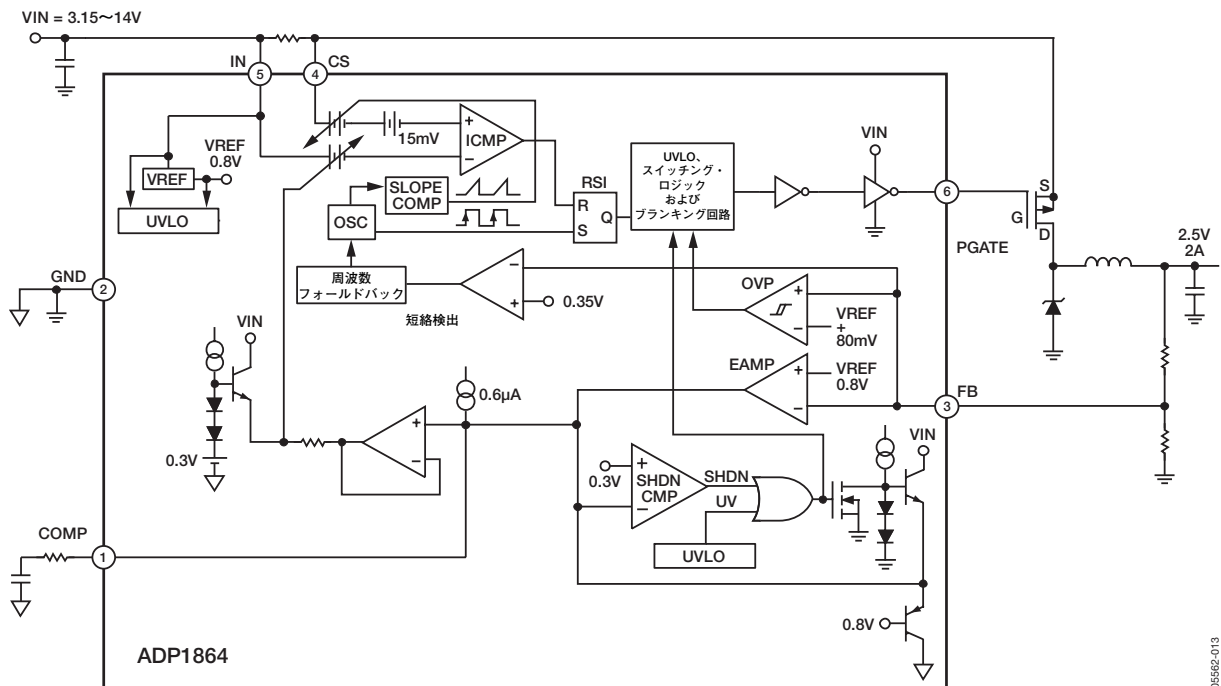 VIN = 3.15～14V
IN
5
4
CS
15mV
+
−
ICMP
VREF
0.8V
VREF
UVLO
SLOPE
COMP
OSC
RSI
R
S
Q
UVLO、
スイッチング・
ロジック
および
ブランキング回路
VIN
6
PGATE
S
G
D
2.5V
2A
GND
2
周波数
フォールドバック
−
+
0.35V
短絡検出
OVP
+
−
VREF
+
80mV
EAMP
+
−
VREF
0.8V
3
FB
VIN
0.3V
0.6µA
+
−
0.3V
+
−
SHDN
CMP
SHDN
UV
UVLO
VIN
COMP
1
0.8V
ADP1864
05562-013